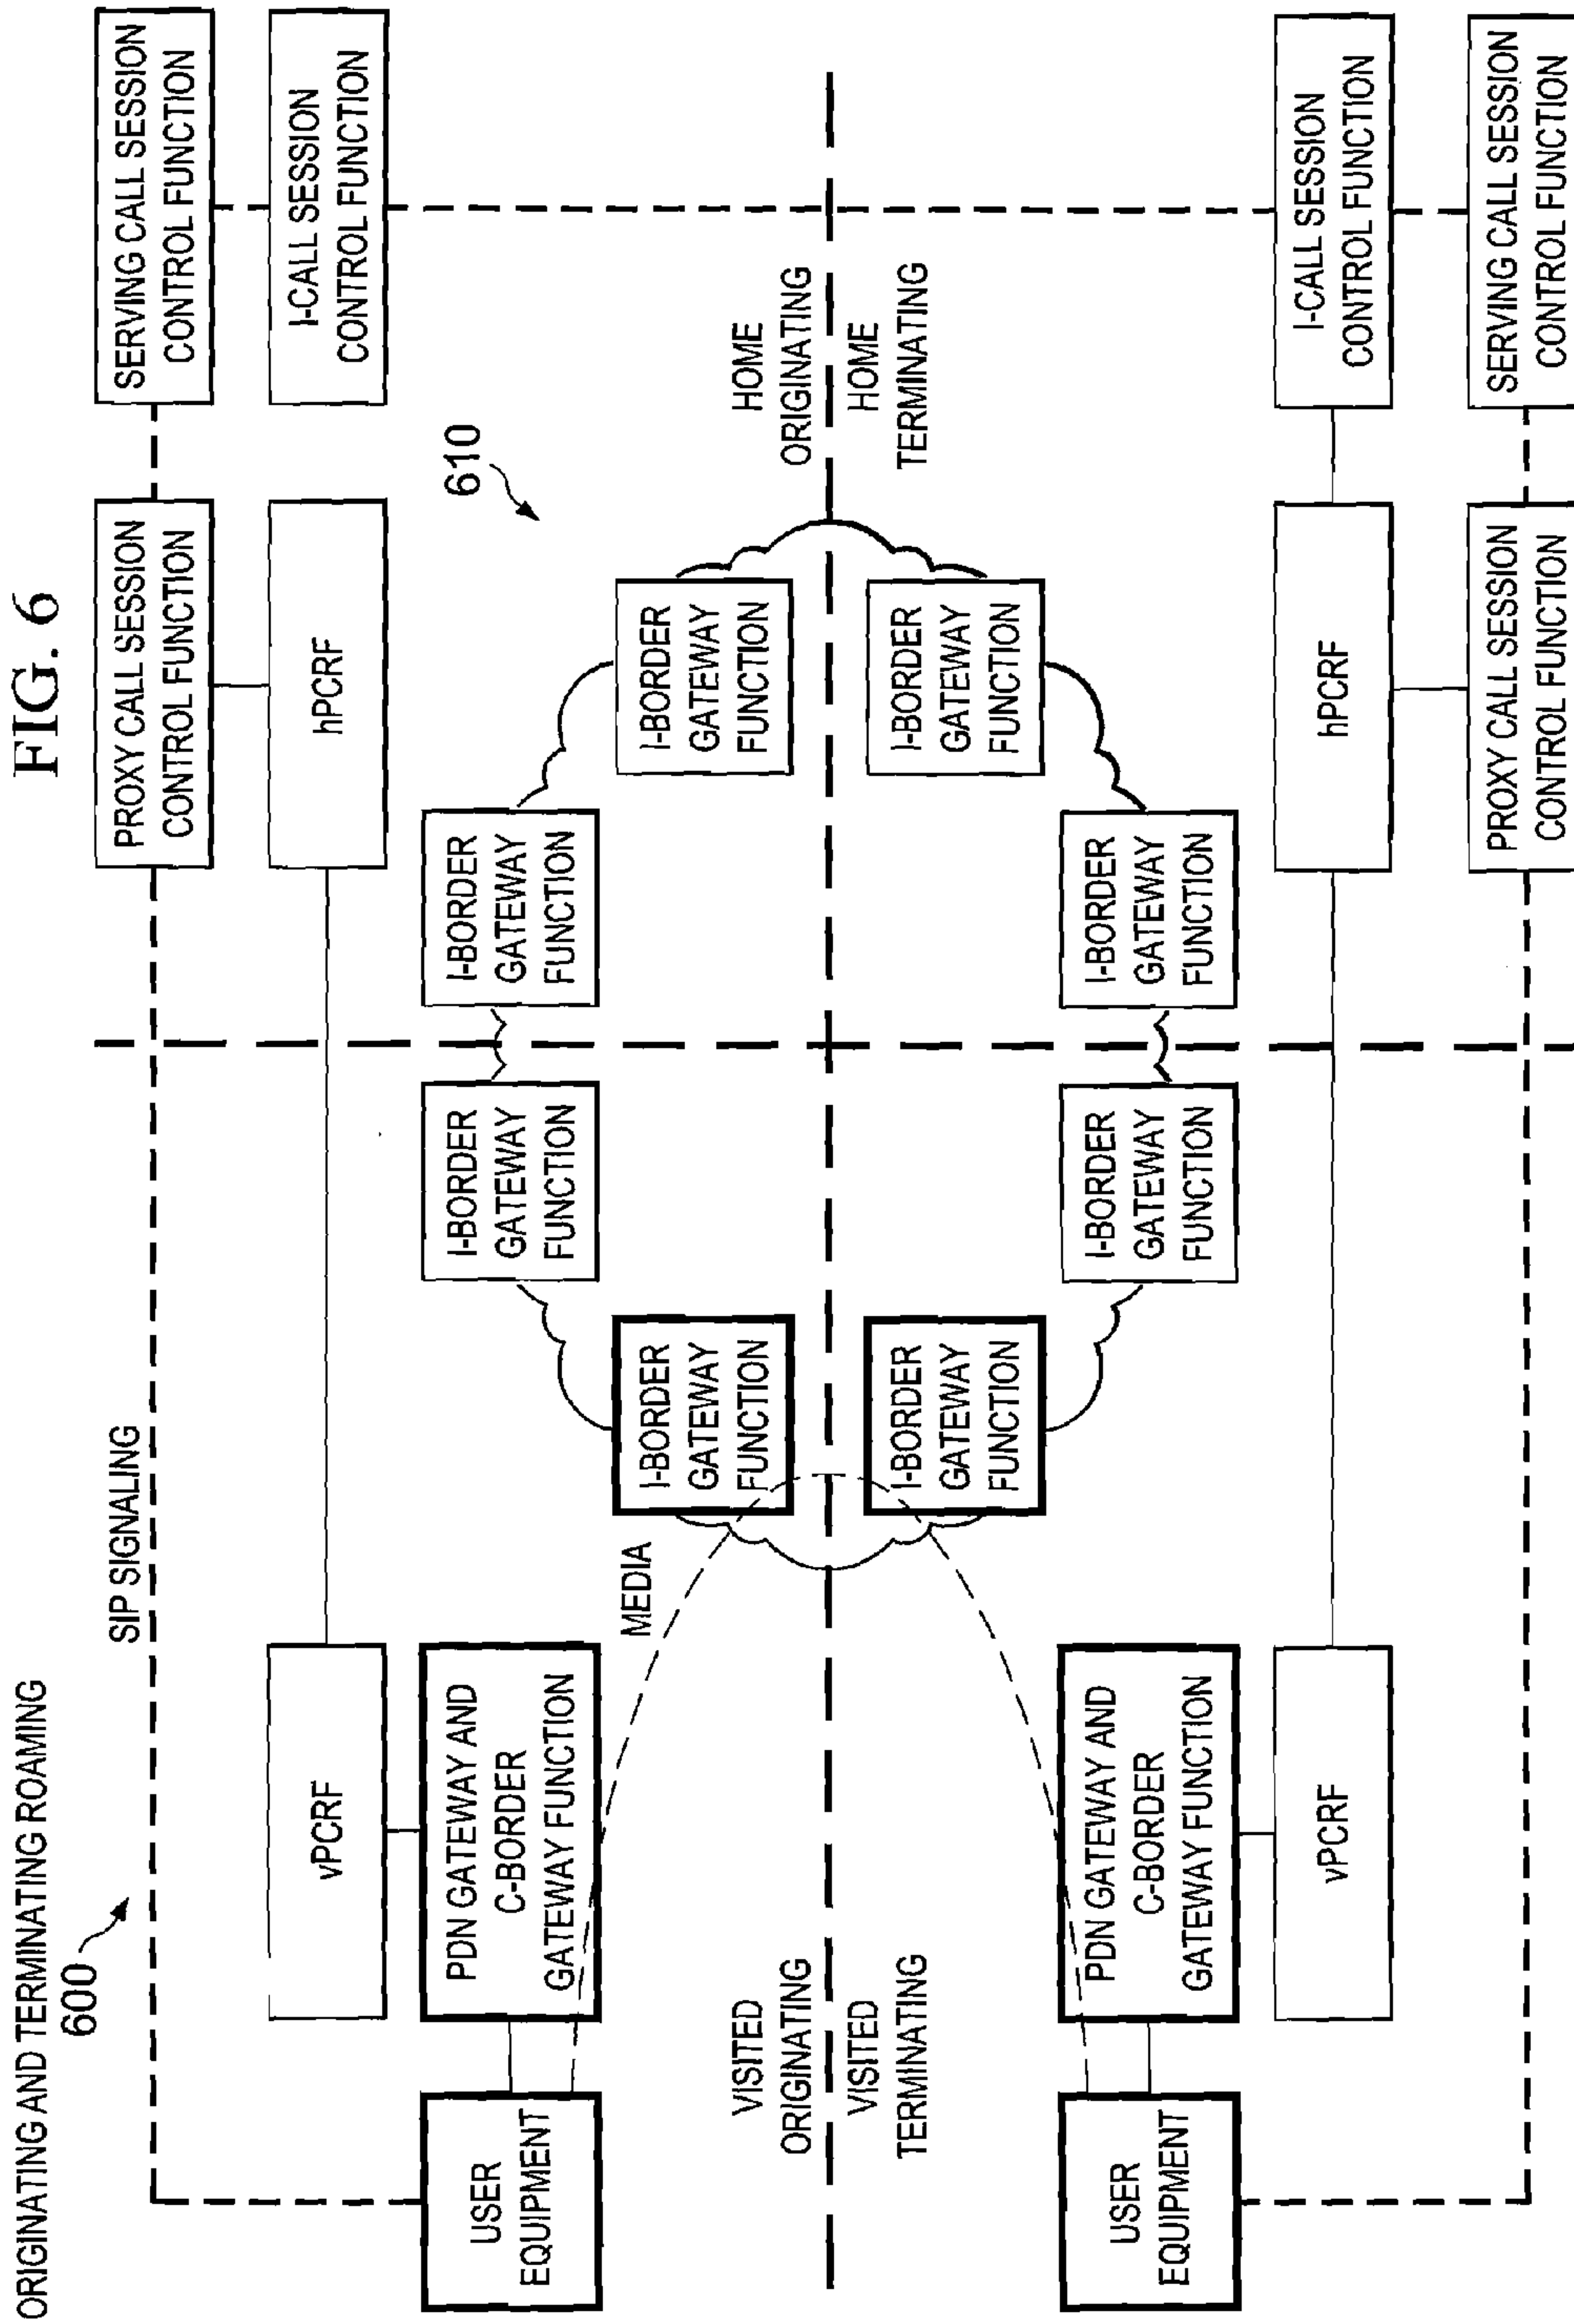 FIG. 6
ORIGINATING AND TERMINATING ROAMING
600
SIP SIGNALING
PROXY CALL SESSION
CONTROL FUNCTION
SERVING CALL SESSION
CONTROL FUNCTION
vPCRF
hPCRF
I-CALL SESSION
CONTROL FUNCTION
USER
EQUIPMENT
PDN GATEWAY AND
C-BORDER
GATEWAY FUNCTION
MEDIA
I-BORDER
GATEWAY
FUNCTION
I-BORDER
GATEWAY
FUNCTION
610
I-BORDER
GATEWAY
FUNCTION
I-BORDER
GATEWAY
FUNCTION
VISITED
ORIGINATING
HOME
ORIGINATING
VISITED
TERMINATING
HOME
TERMINATING
I-BORDER
GATEWAY
FUNCTION
I-BORDER
GATEWAY
FUNCTION
USER
EQUIPMENT
PDN GATEWAY AND
C-BORDER
GATEWAY FUNCTION
I-BORDER
GATEWAY
FUNCTION
I-BORDER
GATEWAY
FUNCTION
vPCRF
hPCRF
I-CALL SESSION
CONTROL FUNCTION
PROXY CALL SESSION
CONTROL FUNCTION
SERVING CALL SESSION
CONTROL FUNCTION